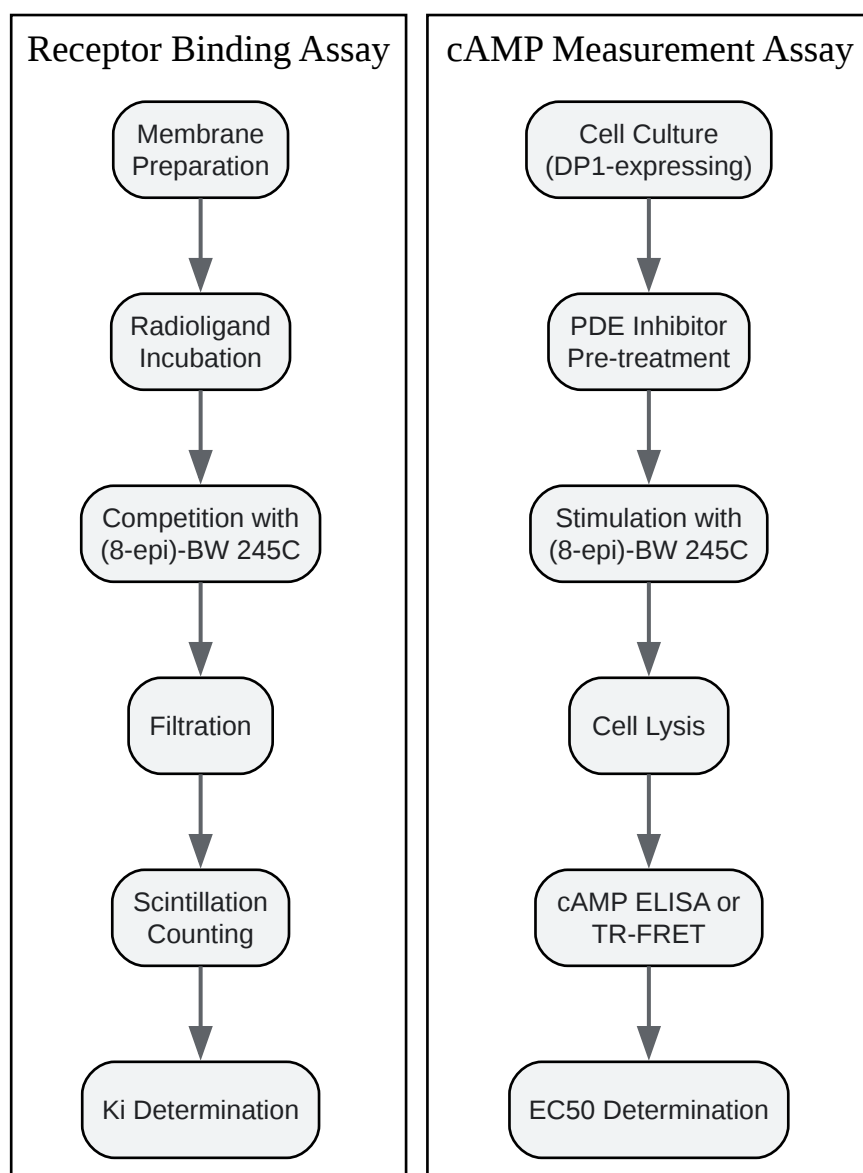 Receptor Binding Assay
Membrane
Preparation
Radioligand
Incubation
Competition with
(8-epi)-BW 245C
Filtration
Scintillation
Counting
Ki Determination
cAMP Measurement Assay
Cell Culture
(DP1-expressing)
PDE Inhibitor
Pre-treatment
Stimulation with
(8-epi)-BW 245C
Cell Lysis
cAMP ELISA or
TR-FRET
EC50 Determination